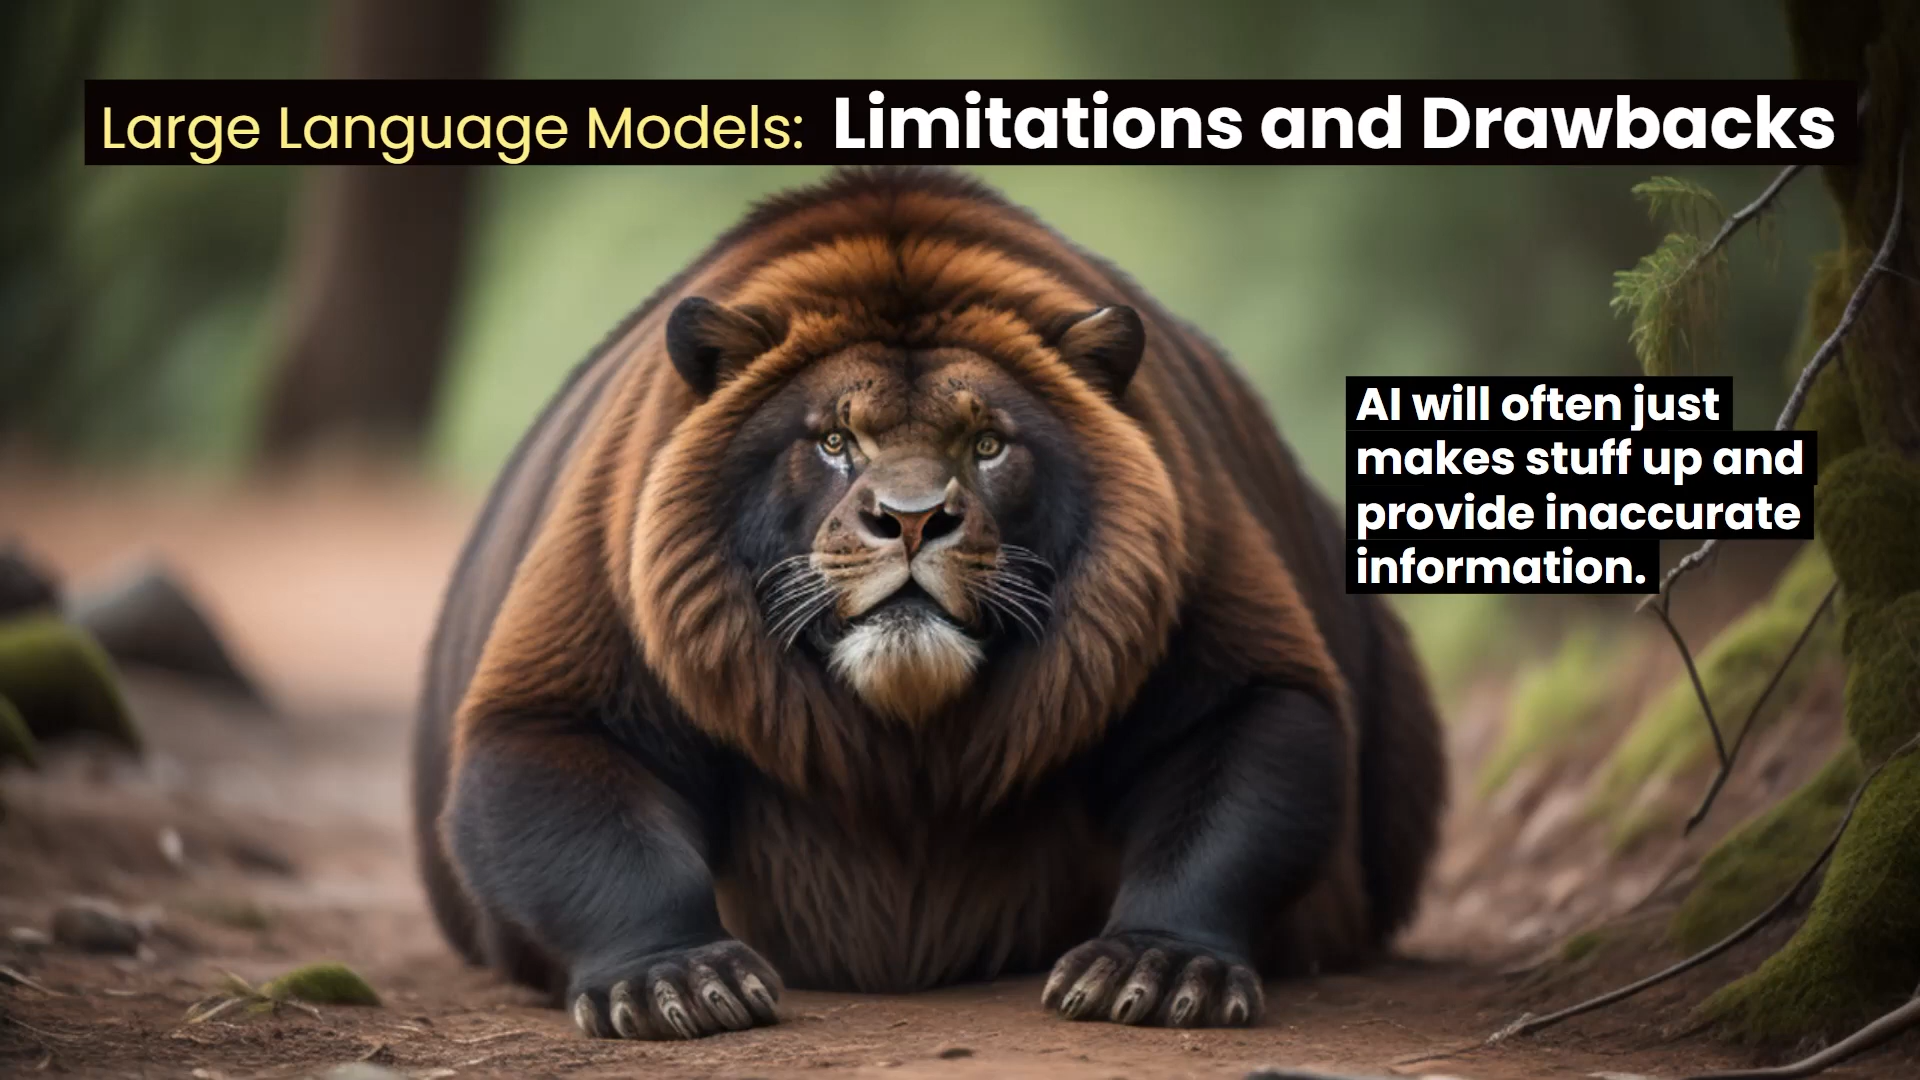 Large Language Models: Limitations and Drawbacks
AI will often just
makes stuff up and
provide inaccurate
information.